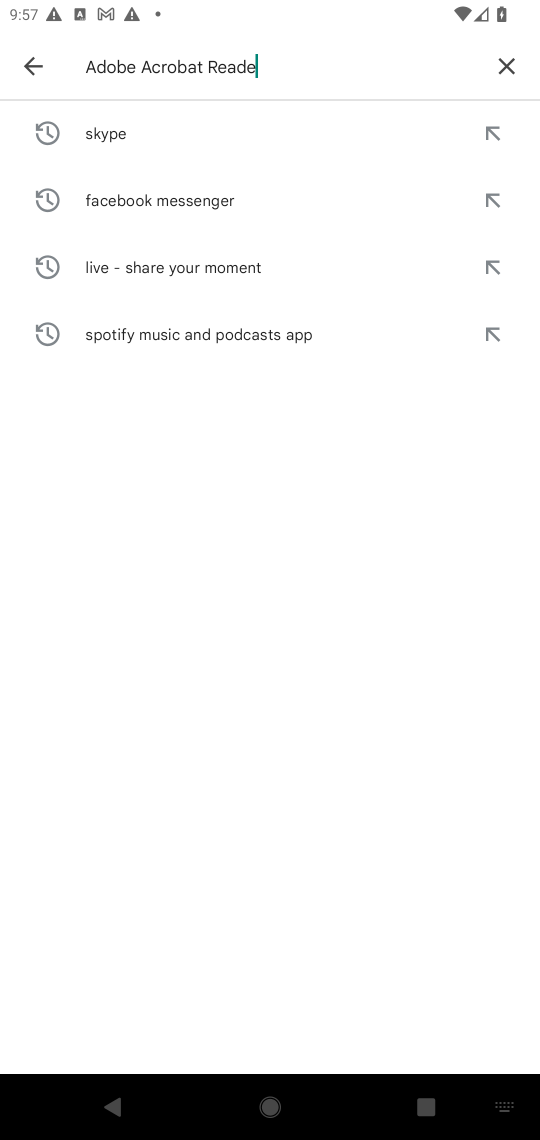 9:57
Adobe Acrobat Reade
skype
facebook messenger
live - share your moment
spotify music and podcasts app